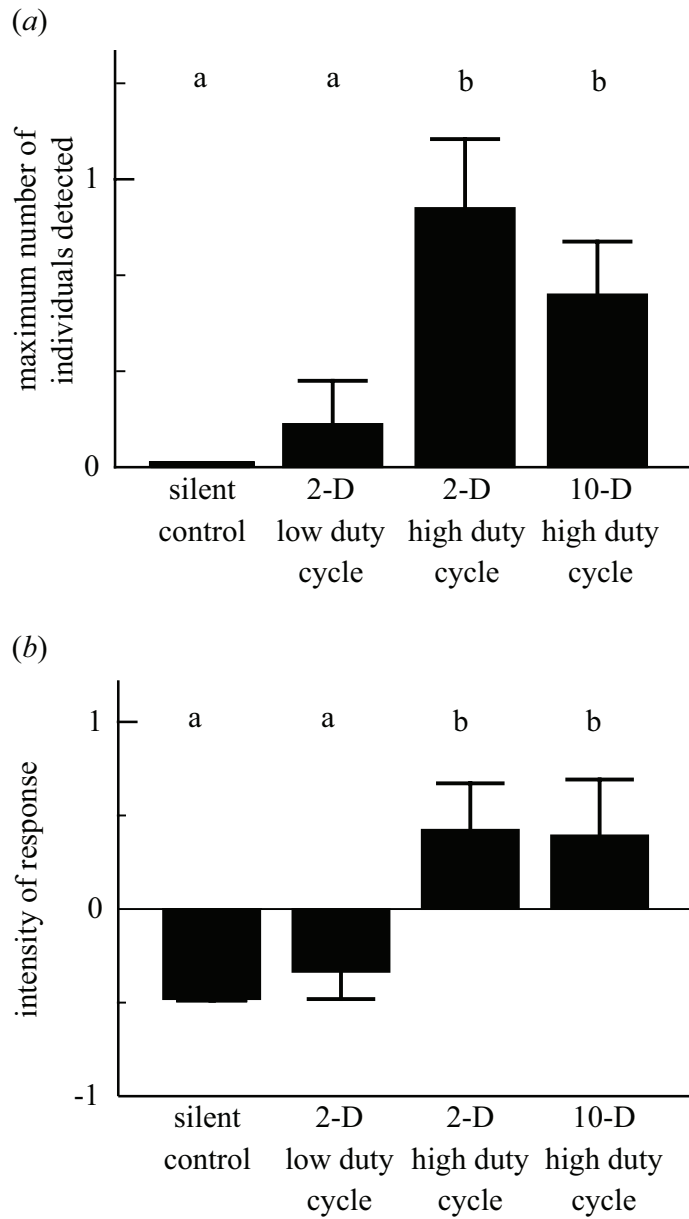 (a)
maximum number of
individuals detected
1
0
a a b b
silent
control
2-D
low duty
cycle
2-D
high duty
cycle
10-D
high duty
cycle
(b)
intensity of response
1
0
-1
a a b b
silent
control
2-D
low duty
cycle
2-D
high duty
cycle
10-D
high duty
cycle